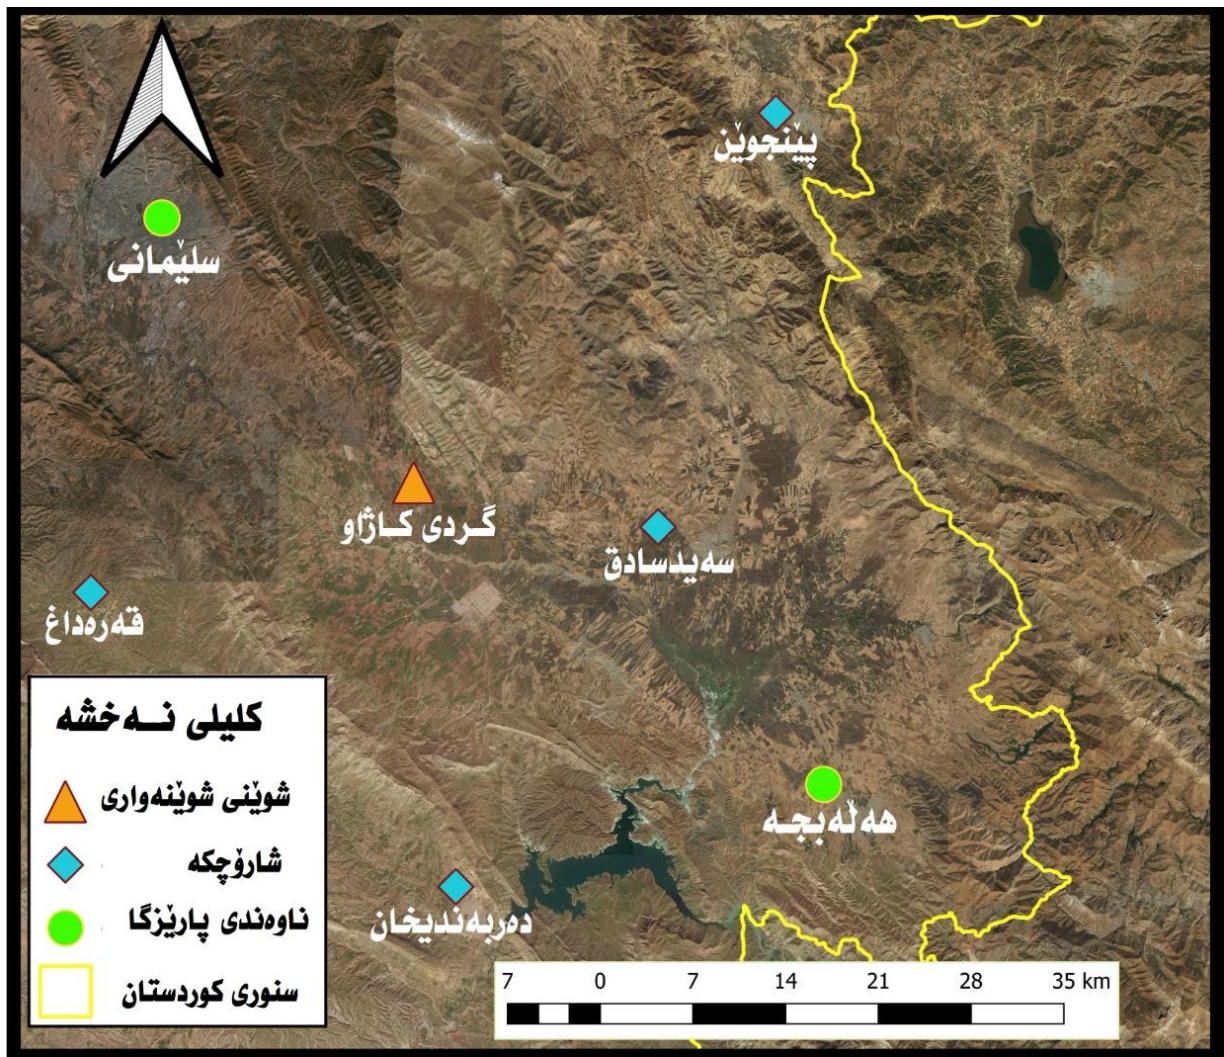 پێنجوێن
سلێمانی
گردی کاژاو
سەیدسادق
قەرەداغ
کلیلی نەخشە
شوێنی شوێنەواری
شارۆچکە
ناوەندی پارێزگا
سنوری کوردستان
هەڵەبجە
دەربەندیخان
7 0 7 14 21 28 35 km